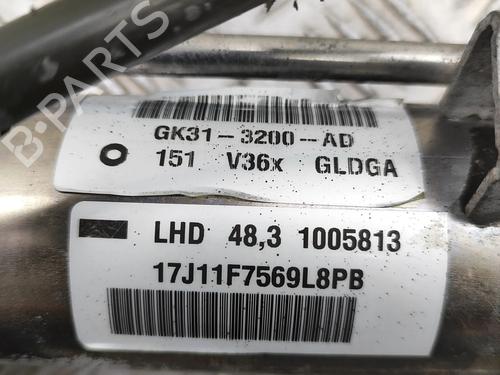 B-Parts
GK31-3200-AD
151 V36x GLDGA
LHD 48,3 1005813
17J11F7569L8PB